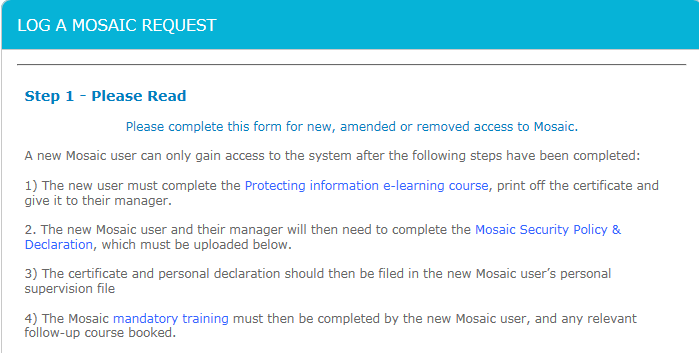 LOG A MOSAIC REQUEST
Step 1 - Please Read
Please complete this form for new, amended or removed access to Mosaic.
A new Mosaic user can only gain access to the system after the following steps have been completed:
1) The new user must complete the Protecting information e-learning course, print off the certificate and
give it to their manager.
2. The new Mosaic user and their manager will then need to complete the Mosaic Security Policy &
Declaration, which must be uploaded below.
3) The certificate and personal declaration should then be filed in the new Mosaic user’s personal
supervision file
4) The Mosaic mandatory training must then be completed by the new Mosaic user, and any relevant
follow-up course booked.